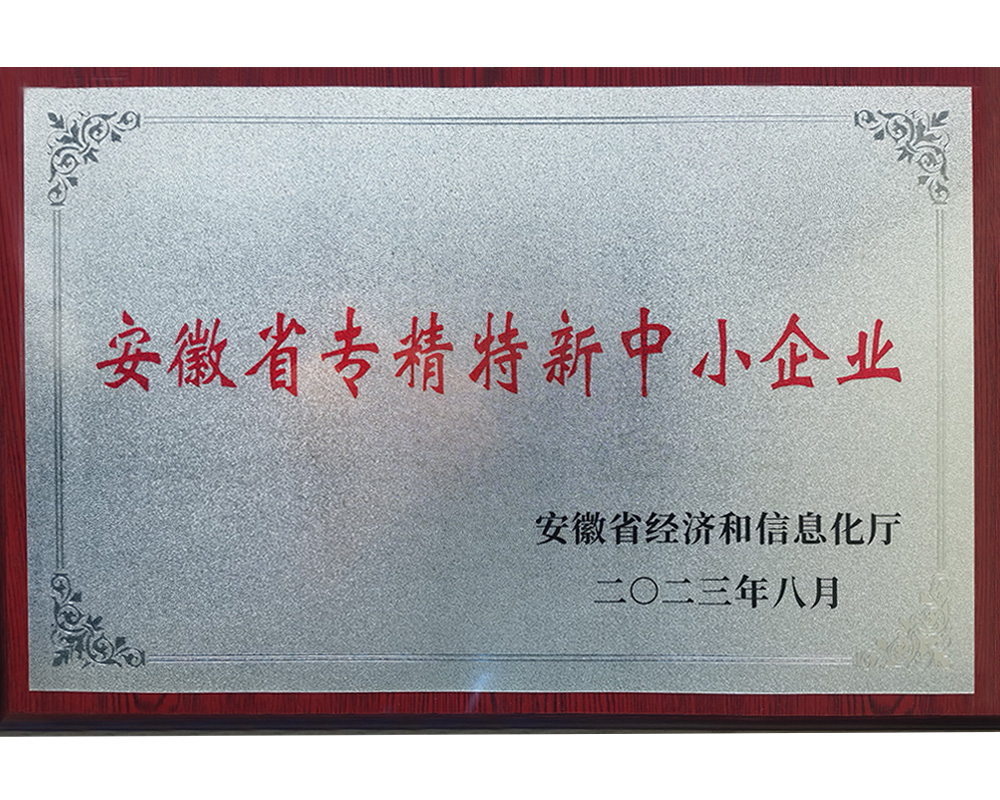 安徽省专精特新中小企业
安徽省经济和信息化厅
二〇二三年八月